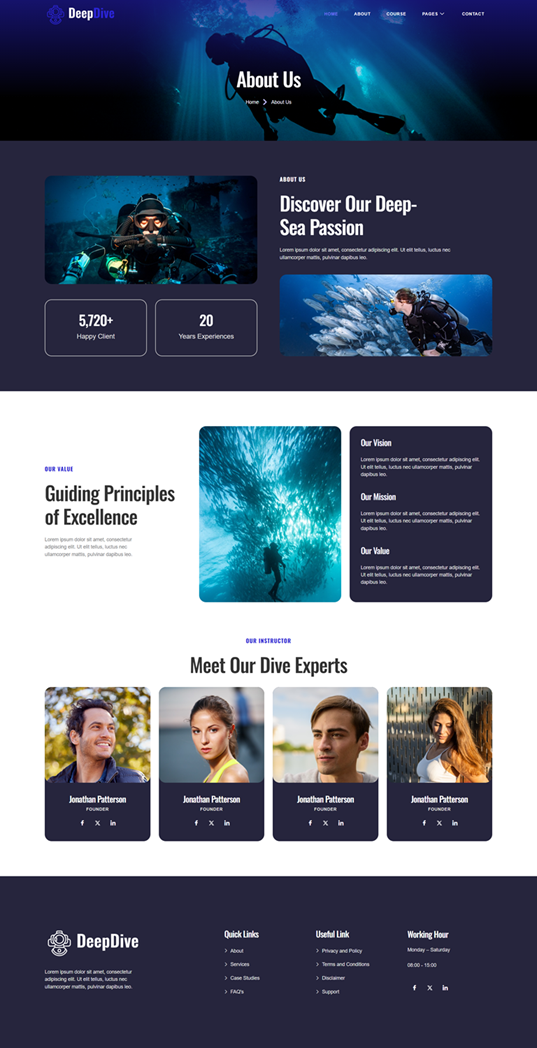 DeepDive
HOME ABOUT COURSE PAGES CONTACT
About Us
Home About Us
ABOUT US
Discover Our Deep-
Sea Passion
Lorem ipsum dolor sit amet, consectetur adipiscing elit. Ut elit tellus, luctus nec
ullamcorper mattis, pulvinar dapibus leo.
5,720+
Happy Client
20
Years Experiences
OUR VALUE
Guiding Principles
of Excellence
Lorem ipsum dolor sit amet, consectetur
adipiscing elit. Ut elit tellus, luctus nec
ullamcorper mattis, pulvinar dapibus leo.
Our Vision
Lorem ipsum dolor sit amet, consectetur adipiscing elit.
Ut elit tellus, luctus nec ullamcorper mattis, pulvinar
dapibus leo.
Our Mission
Lorem ipsum dolor sit amet, consectetur adipiscing elit.
Ut elit tellus, luctus nec ullamcorper mattis, pulvinar
dapibus leo.
Our Value
Lorem ipsum dolor sit amet, consectetur adipiscing elit.
Ut elit tellus, luctus nec ullamcorper mattis, pulvinar
dapibus leo.
OUR INSTRUCTOR
Meet Our Dive Experts
Jonathan Patterson
FOUNDER
Jonathan Patterson
FOUNDER
Jonathan Patterson
FOUNDER
Jonathan Patterson
FOUNDER
DeepDive
Lorem ipsum dolor sit amet, consectetur
adipiscing elit. Ut elit tellus, luctus nec
ullamcorper mattis, pulvinar dapibus leo.
Quick Links
About
Services
Case Studies
FAQ's
Useful Link
Privacy and Policy
Terms and Conditions
Disclaimer
Support
Working Hour
Monday – Saturday
08:00 - 15:00